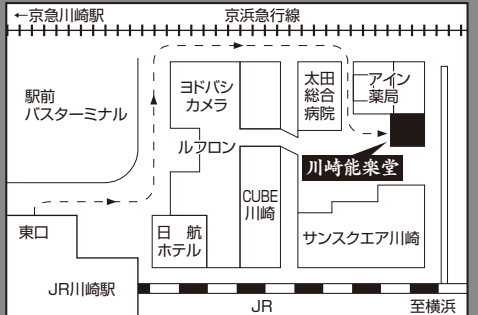 ←京急川崎駅
京浜急行線
駅前
バスターミナル
ヨドバシ
カメラ
太田
総合
病院
アイン
薬局
ルフロン
川崎能楽堂
CUBE
川崎
東口
日航
ホテル
サンスクエア川崎
JR川崎駅
JR
至横浜